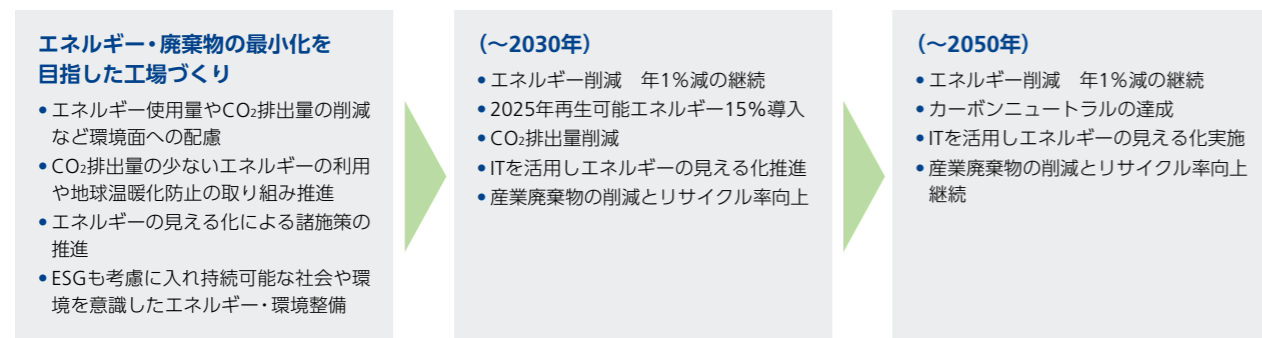 エネルギー・廃棄物の最小化を
目指した工場づくり
•エネルギー使用量やCO₂排出量の削減
など環境面への配慮
•CO₂排出量の少ないエネルギーの利用
や地球温暖化防止の取り組み推進
•エネルギーの見える化による諸施策の
推進
•ESGも考慮に入れ持続可能な社会や環
境を意識したエネルギー・環境整備
（～2030年）
•エネルギー削減　年1％減の継続
•2025年再生可能エネルギー15％導入
•CO₂排出量削減
•ITを活用しエネルギーの見える化推進
•産業廃棄物の削減とリサイクル率向上
（～2050年）
•エネルギー削減　年1％減の継続
•カーボンニュートラルの達成
•ITを活用しエネルギーの見える化実施
•産業廃棄物の削減とリサイクル率向上
継続